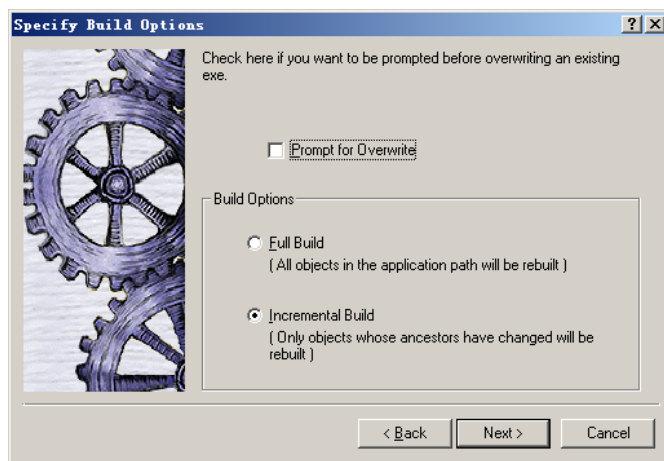 Specify Build Options
Check here if you want to be prompted before overwriting an existing
exe.
Prompt for Overwrite
Build Options
Full Build
( All objects in the application path will be rebuilt )
Incremental Build
( Only objects whose ancestors have changed will be
rebuilt )
< Back Next > Cancel